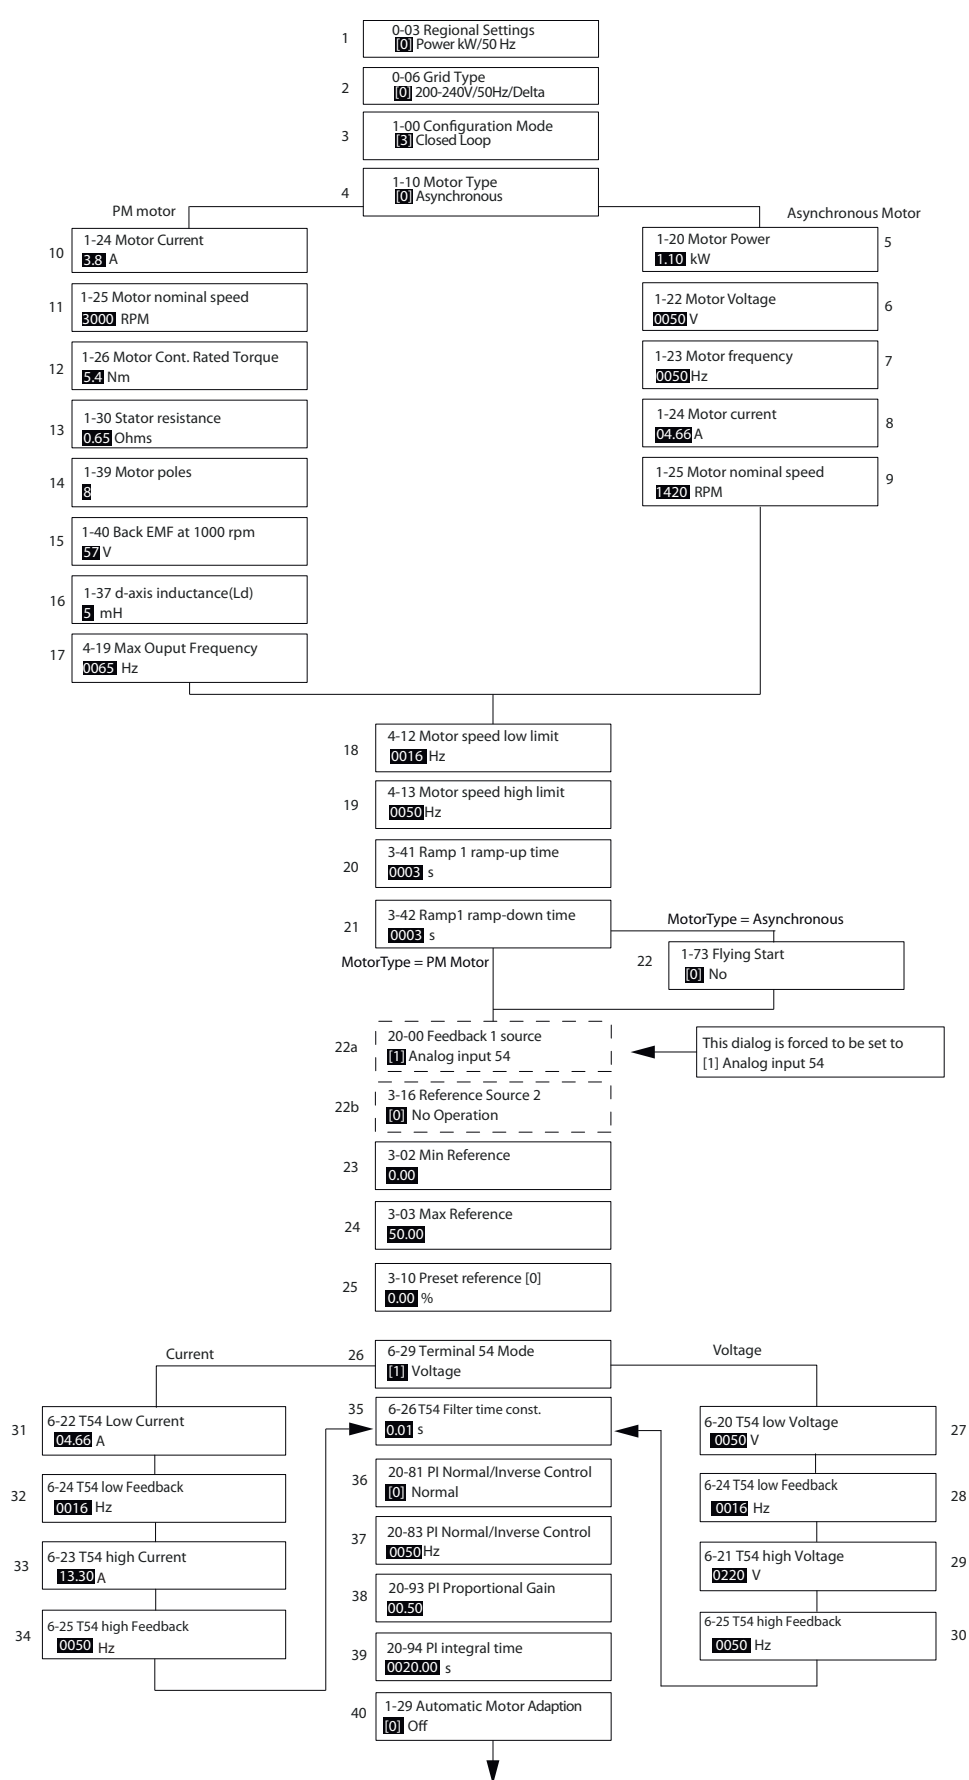 1
0-03 Regional Settings
[0] Power kW/50 Hz
2
0-06 Grid Type
[0] 200-240V/50Hz/Delta
3
1-00 Configuration Mode
[3] Closed Loop
4
1-10 Motor Type
[0] Asynchronous
PM motor
10
1-24 Motor Current
3.8 A
11
1-25 Motor nominal speed
3000 RPM
12
1-26 Motor Cont. Rated Torque
5.4 Nm
13
1-30 Stator resistance
0.65 Ohms
14
1-39 Motor poles
8
15
1-40 Back EMF at 1000 rpm
57 V
16
1-37 d-axis inductance(Ld)
5 mH
17
4-19 Max Ouput Frequency
0065 Hz
Asynchronous Motor
1-20 Motor Power
1.10 kW
5
1-22 Motor Voltage
0050 V
6
1-23 Motor frequency
0050 Hz
7
1-24 Motor current
04.66 A
8
1-25 Motor nominal speed
1420 RPM
9
18
4-12 Motor speed low limit
0016 Hz
19
4-13 Motor speed high limit
0050 Hz
20
3-41 Ramp 1 ramp-up time
0003 s
21
3-42 Ramp1 ramp-down time
0003 s
MotorType = Asynchronous
MotorType = PM Motor
22
1-73 Flying Start
[0] No
22a
20-00 Feedback 1 source
[1] Analog input 54
This dialog is forced to be set to
[1] Analog input 54
22b
3-16 Reference Source 2
[0] No Operation
23
3-02 Min Reference
0.00
24
3-03 Max Reference
50.00
25
3-10 Preset reference [0]
0.00 %
Current
26
6-29 Terminal 54 Mode
[1] Voltage
Voltage
31
6-22 T54 Low Current
04.66 A
32
6-24 T54 low Feedback
0016 Hz
33
6-23 T54 high Current
13.30 A
34
6-25 T54 high Feedback
0050 Hz
35
6-26 T54 Filter time const.
0.01 s
36
20-81 PI Normal/Inverse Control
[0] Normal
37
20-83 PI Normal/Inverse Control
0050 Hz
38
20-93 PI Proportional Gain
00.50
39
20-94 PI integral time
0020.00 s
40
1-29 Automatic Motor Adaption
[0] Off
6-20 T54 low Voltage
0050 V
27
6-24 T54 low Feedback
0016 Hz
28
6-21 T54 high Voltage
0220 V
29
6-25 T54 high Feedback
0050 Hz
30